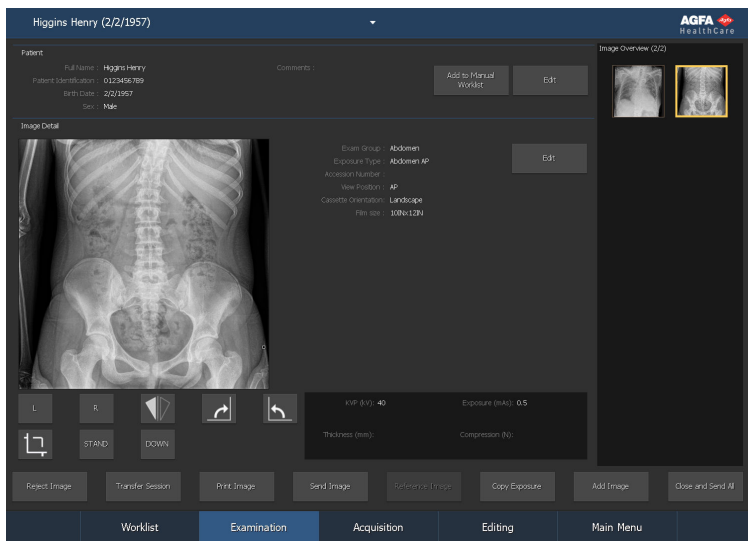 Higgins Henry (2/2/1957)
AGFA
HealthCare
Patient
Full Name : Higgins Henry
Comments :
Patient Identification : 0123456789
Birth Date : 2/2/1957
Sex : Male
Add to Manual
Worklist
Edit
Image Overview (2/2)
Image Detail
Exam Group : Abdomen
Exposure Type : Abdomen AP
Accession Number :
View Position : AP
Cassette Orientation: Landscape
Film size : 10INx12IN
Edit
L
R
STAND
DOWN
KVP (kV): 40
Exposure (mAs): 0.5
Thickness (mm):
Compression (N):
Reject Image
Transfer Session
Print Image
Send Image
Reference Image
Copy Exposure
Add Image
Close and Send All
Worklist
Examination
Acquisition
Editing
Main Menu